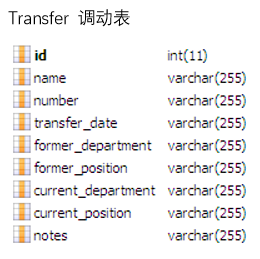 Transfer 调动表
id int(11)
name varchar(255)
number varchar(255)
transfer_date varchar(255)
former_department varchar(255)
former_position varchar(255)
current_department varchar(255)
current_position varchar(255)
notes varchar(255)